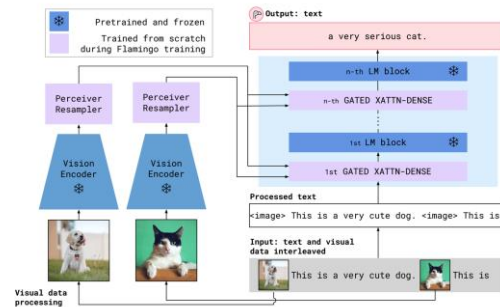 Output: text
Pretrained and frozen
Trained from scratch
during Flamingo training
a very serious cat.
n-th LM block
Perceiver
Resampler
Perceiver
Resampler
n-th GATED XATTN-DENSE
1st LM block
Vision
Encoder
Vision
Encoder
1st GATED XATTN-DENSE
Processed text
<image> This is a very cute dog. <image> This is
Input: text and visual
data interleaved
This is a very cute dog.
This is
Visual data
processing